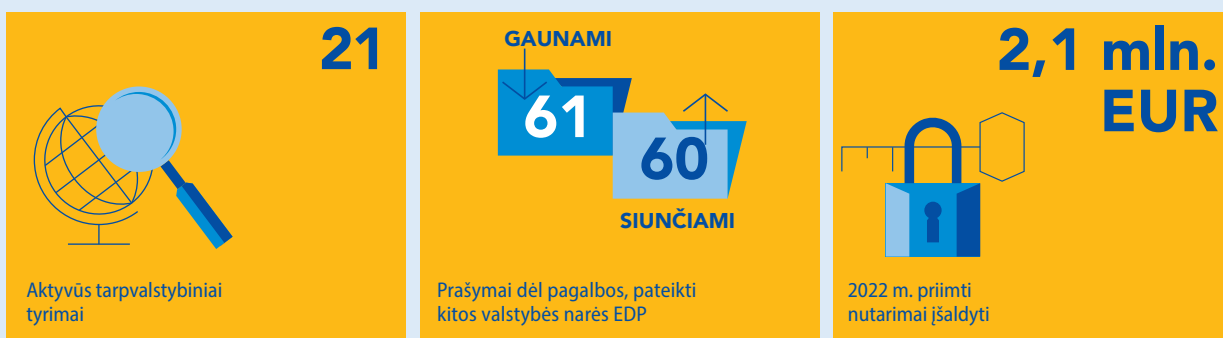 21
Aktyvūs tarpvalstybiniai
tyrimai
GAUNAMI
61
60
SIUNČIAMI
Prašymai dėl pagalbos, pateikti
kitos valstybės narės EDP
2,1 mln.
EUR
2022 m. priimti
nutarimai įšaldyti